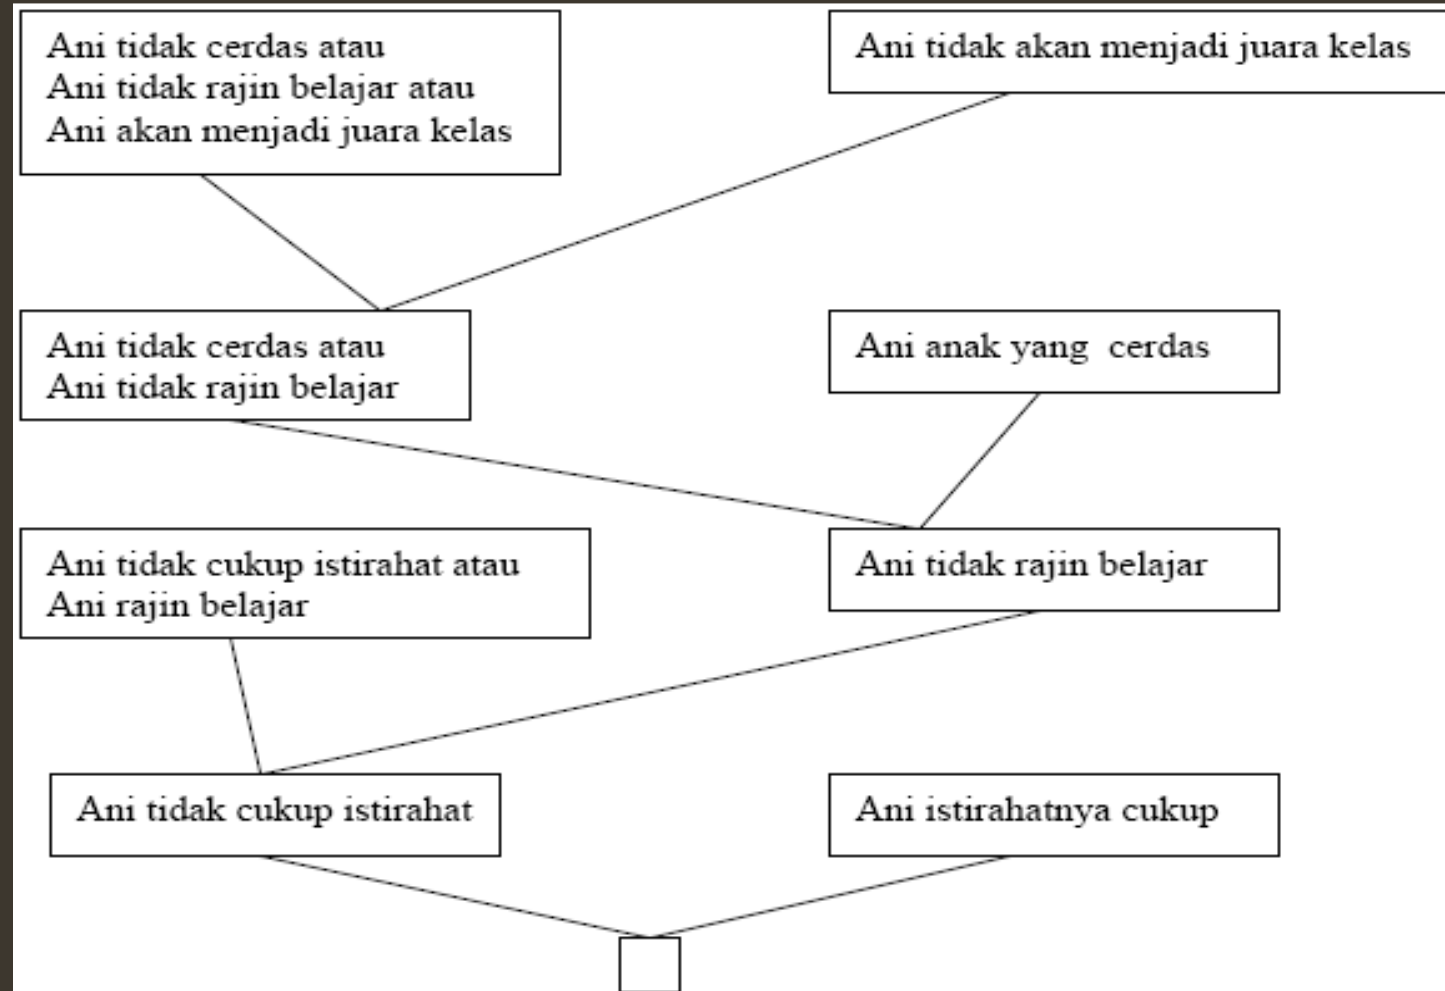 Ani tidak cerdas atau
Ani tidak rajin belajar atau
Ani akan menjadi juara kelas
Ani tidak akan menjadi juara kelas
Ani tidak cerdas atau
Ani tidak rajin belajar
Ani anak yang cerdas
Ani tidak cukup istirahat atau
Ani rajin belajar
Ani tidak rajin belajar
Ani tidak cukup istirahat
Ani istirahatnya cukup